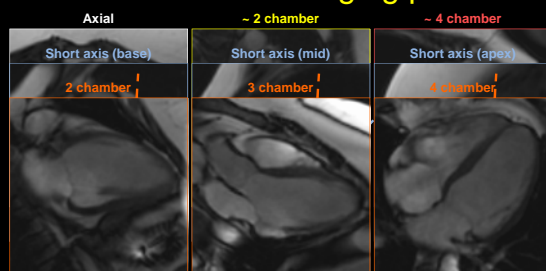 Axial
~ 2 chamber
~ 4 chamber
Short axis (base)
Short axis (mid)
Short axis (apex)
2 chamber
3 chamber
4 chamber